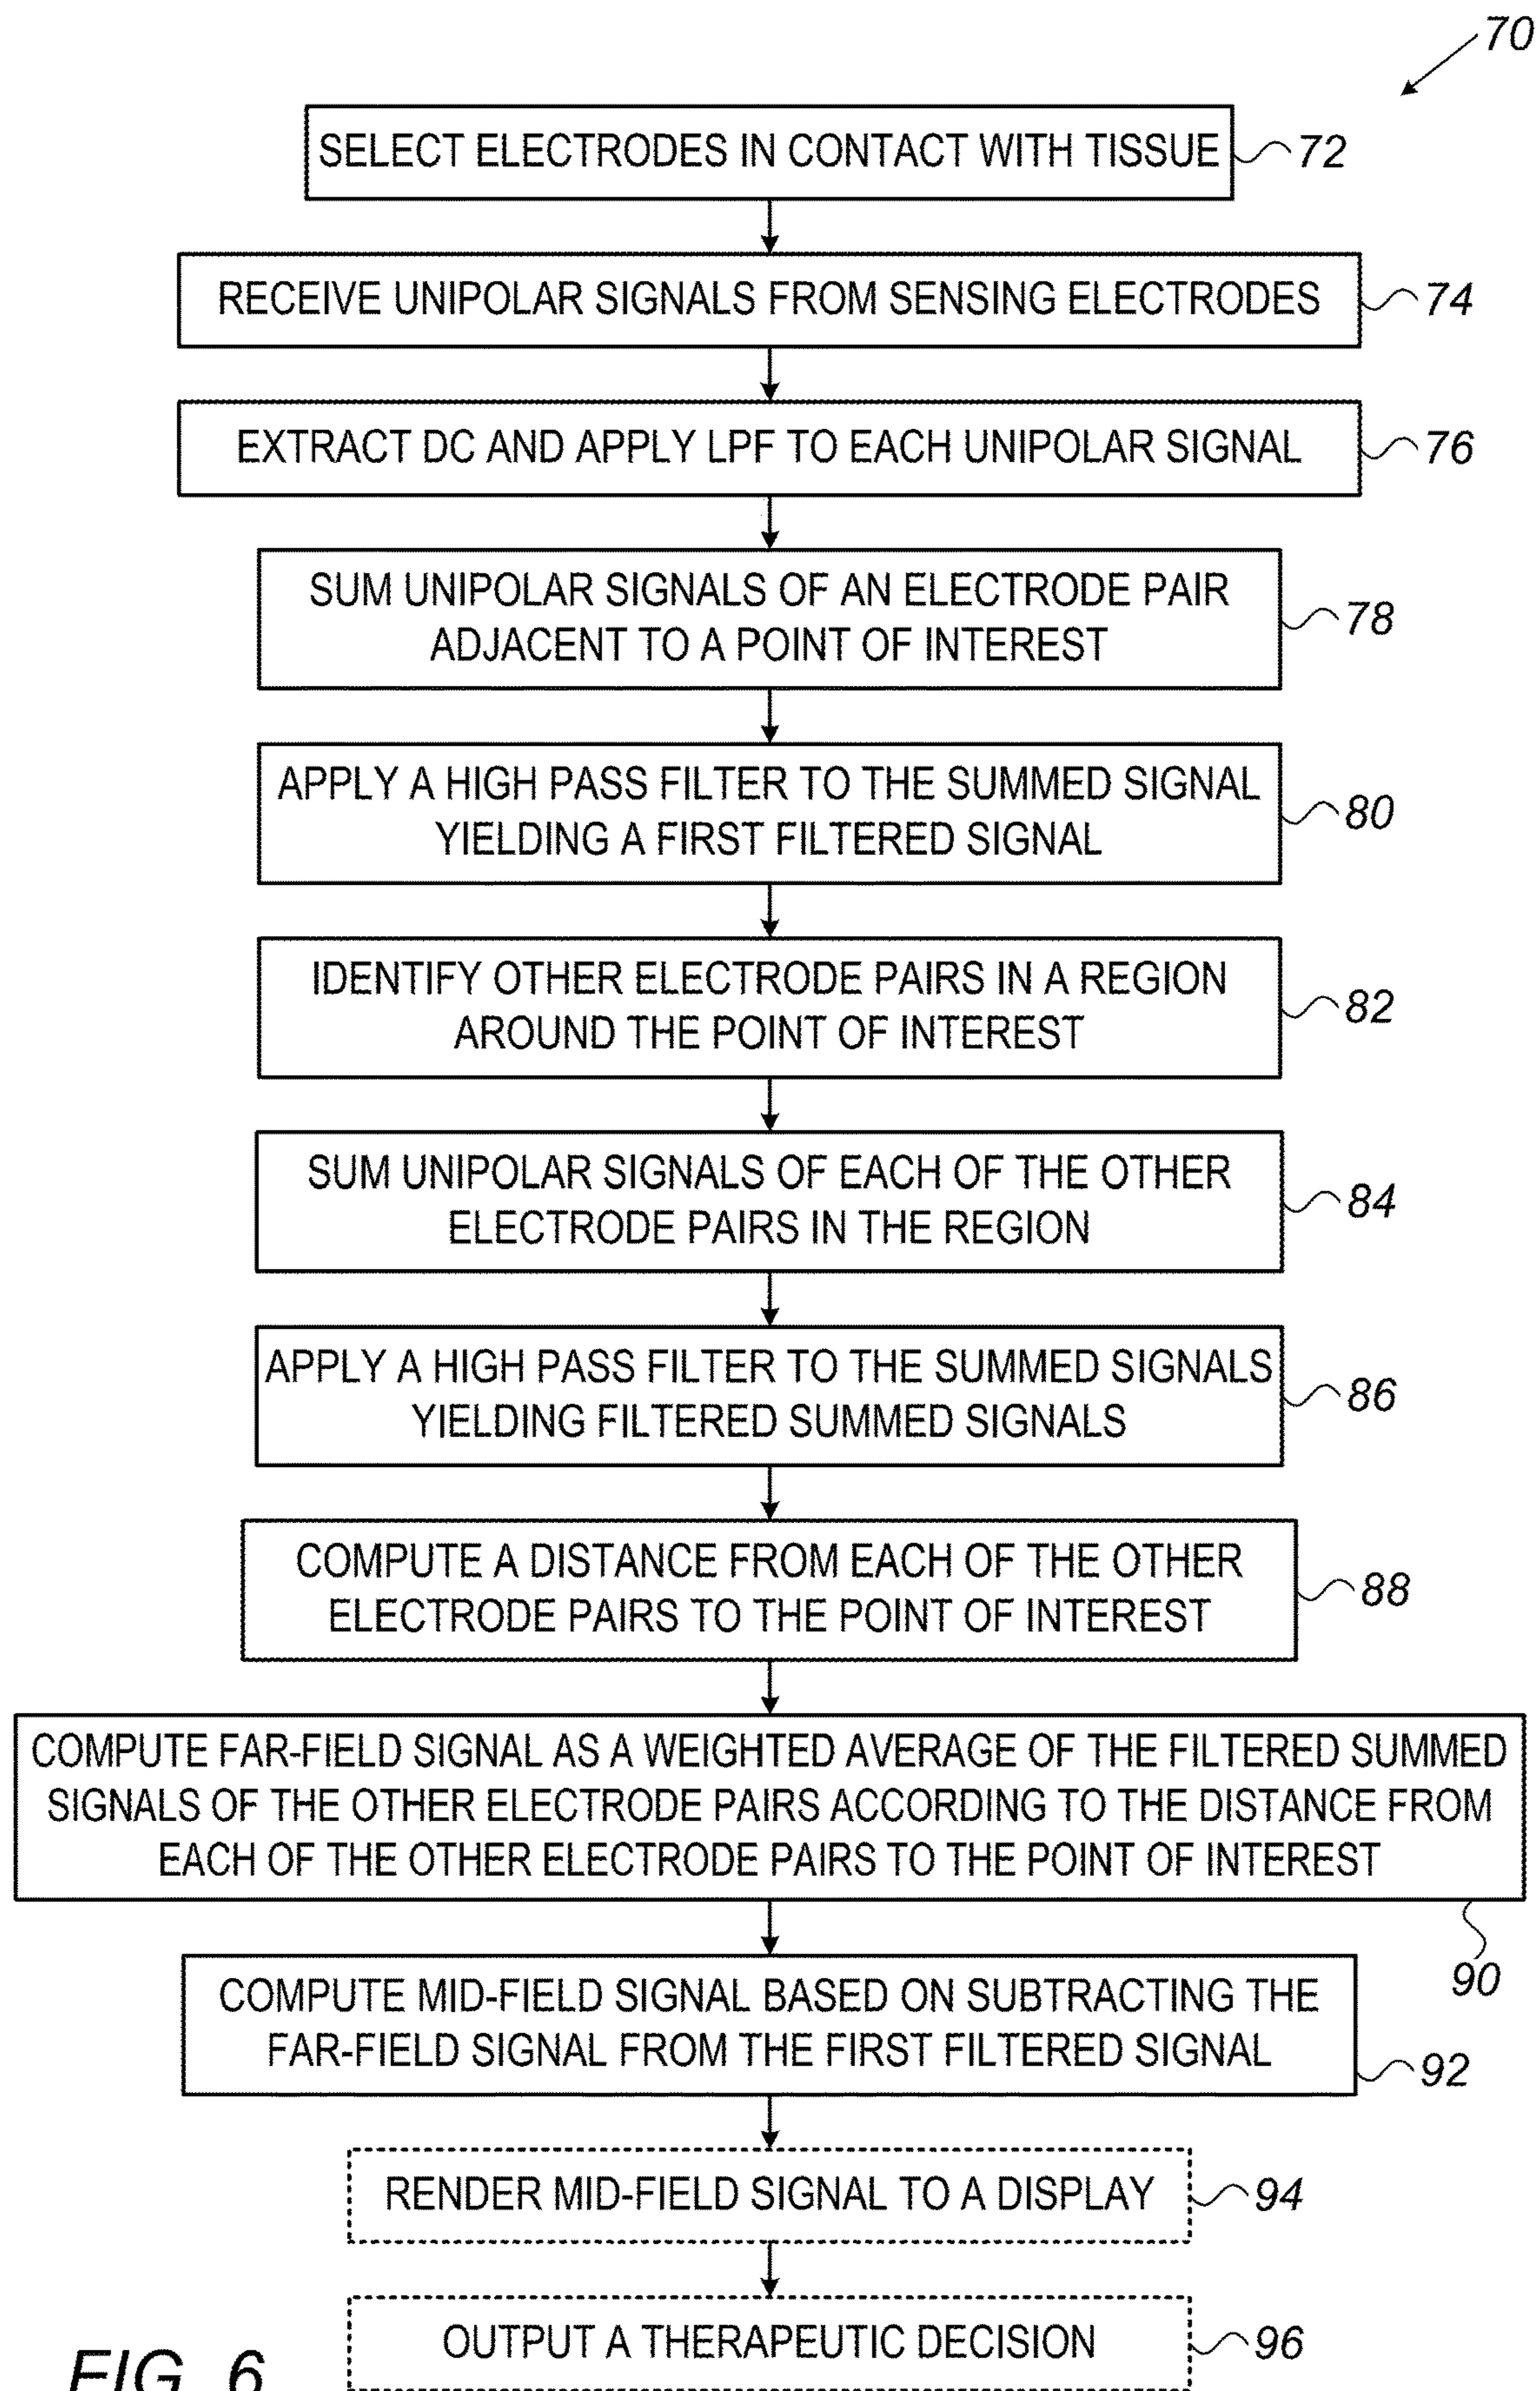 70
SELECT ELECTRODES IN CONTACT WITH TISSUE
72
RECEIVE UNIPOLAR SIGNALS FROM SENSING ELECTRODES
74
EXTRACT DC AND APPLY LPF TO EACH UNIPOLAR SIGNAL
76
SUM UNIPOLAR SIGNALS OF AN ELECTRODE PAIR
ADJACENT TO A POINT OF INTEREST
78
APPLY A HIGH PASS FILTER TO THE SUMMED SIGNAL
YIELDING A FIRST FILTERED SIGNAL
80
IDENTIFY OTHER ELECTRODE PAIRS IN A REGION
AROUND THE POINT OF INTEREST
82
SUM UNIPOLAR SIGNALS OF EACH OF THE OTHER
ELECTRODE PAIRS IN THE REGION
84
APPLY A HIGH PASS FILTER TO THE SUMMED SIGNALS
YIELDING FILTERED SUMMED SIGNALS
86
COMPUTE A DISTANCE FROM EACH OF THE OTHER
ELECTRODE PAIRS TO THE POINT OF INTEREST
88
COMPUTE FAR-FIELD SIGNAL AS A WEIGHTED AVERAGE OF THE FILTERED SUMMED
SIGNALS OF THE OTHER ELECTRODE PAIRS ACCORDING TO THE DISTANCE FROM
EACH OF THE OTHER ELECTRODE PAIRS TO THE POINT OF INTEREST
90
COMPUTE MID-FIELD SIGNAL BASED ON SUBTRACTING THE
FAR-FIELD SIGNAL FROM THE FIRST FILTERED SIGNAL
92
RENDER MID-FIELD SIGNAL TO A DISPLAY
94
OUTPUT A THERAPEUTIC DECISION
96
FIG. 6